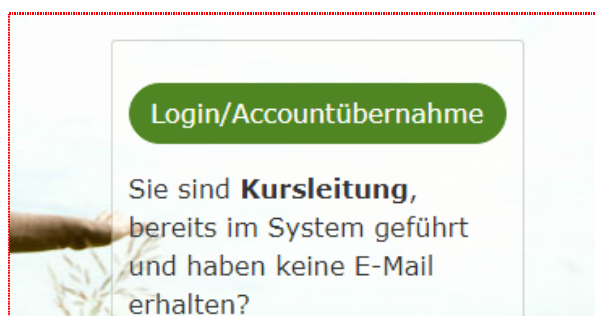 Login/Accountübernahme
Sie sind Kursleitung,
bereits im System geführt
und haben keine E-Mail
erhalten?